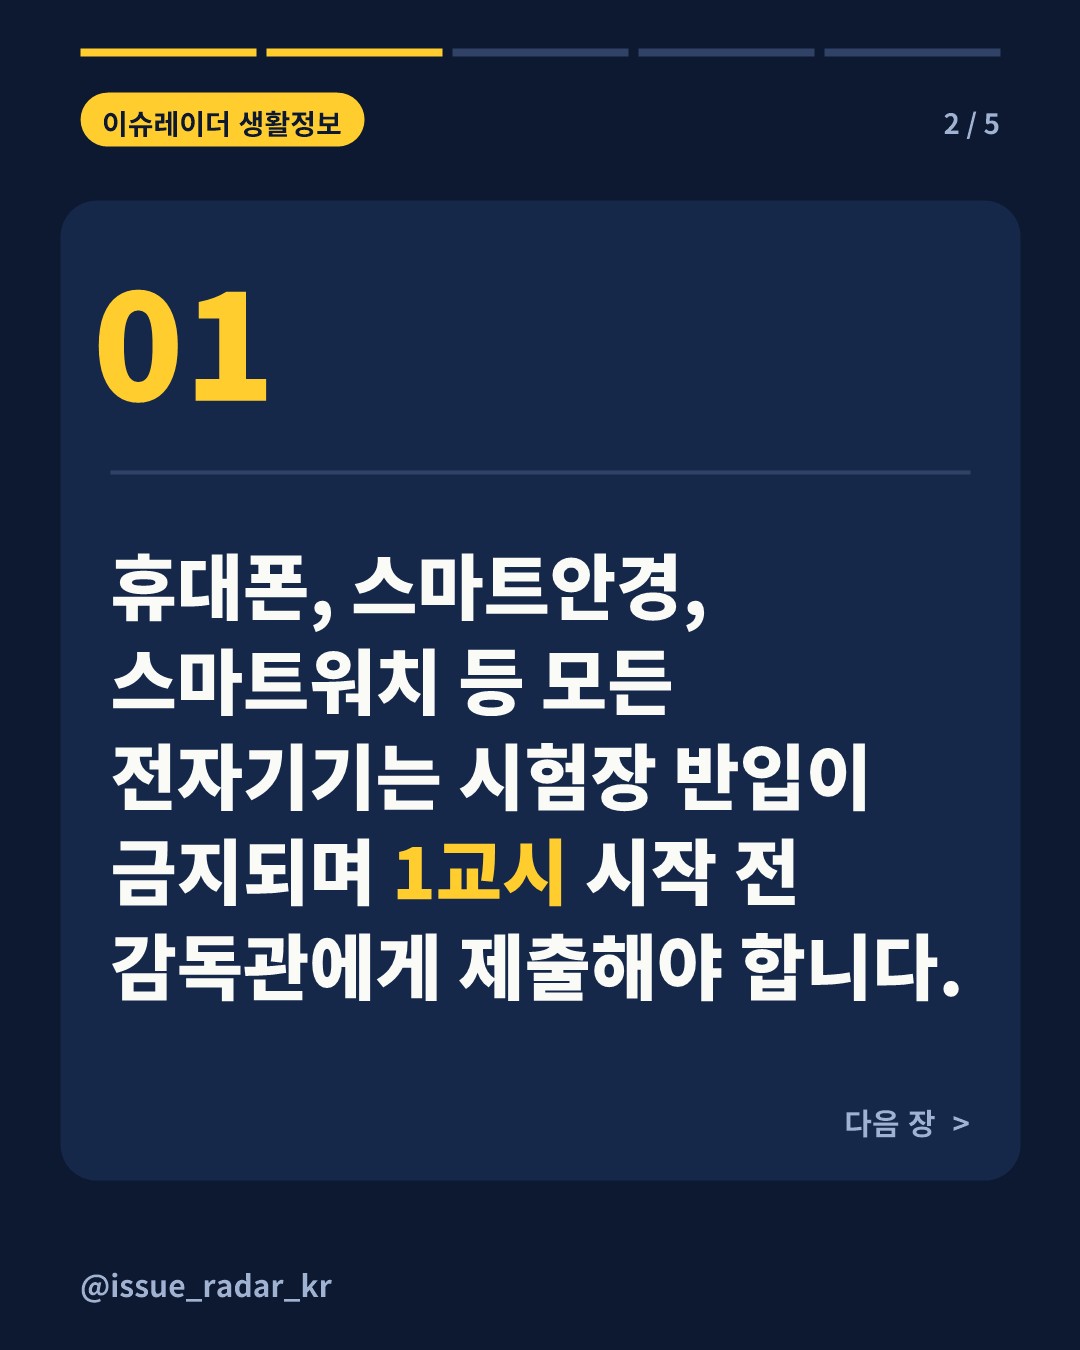 이슈레이더 생활정보
2 / 5
01
휴대폰, 스마트안경,
스마트워치 등 모든
전자기기는 시험장 반입이
금지되며 1교시 시작 전
감독관에게 제출해야 합니다.
다음 장 >
@issue_radar_kr